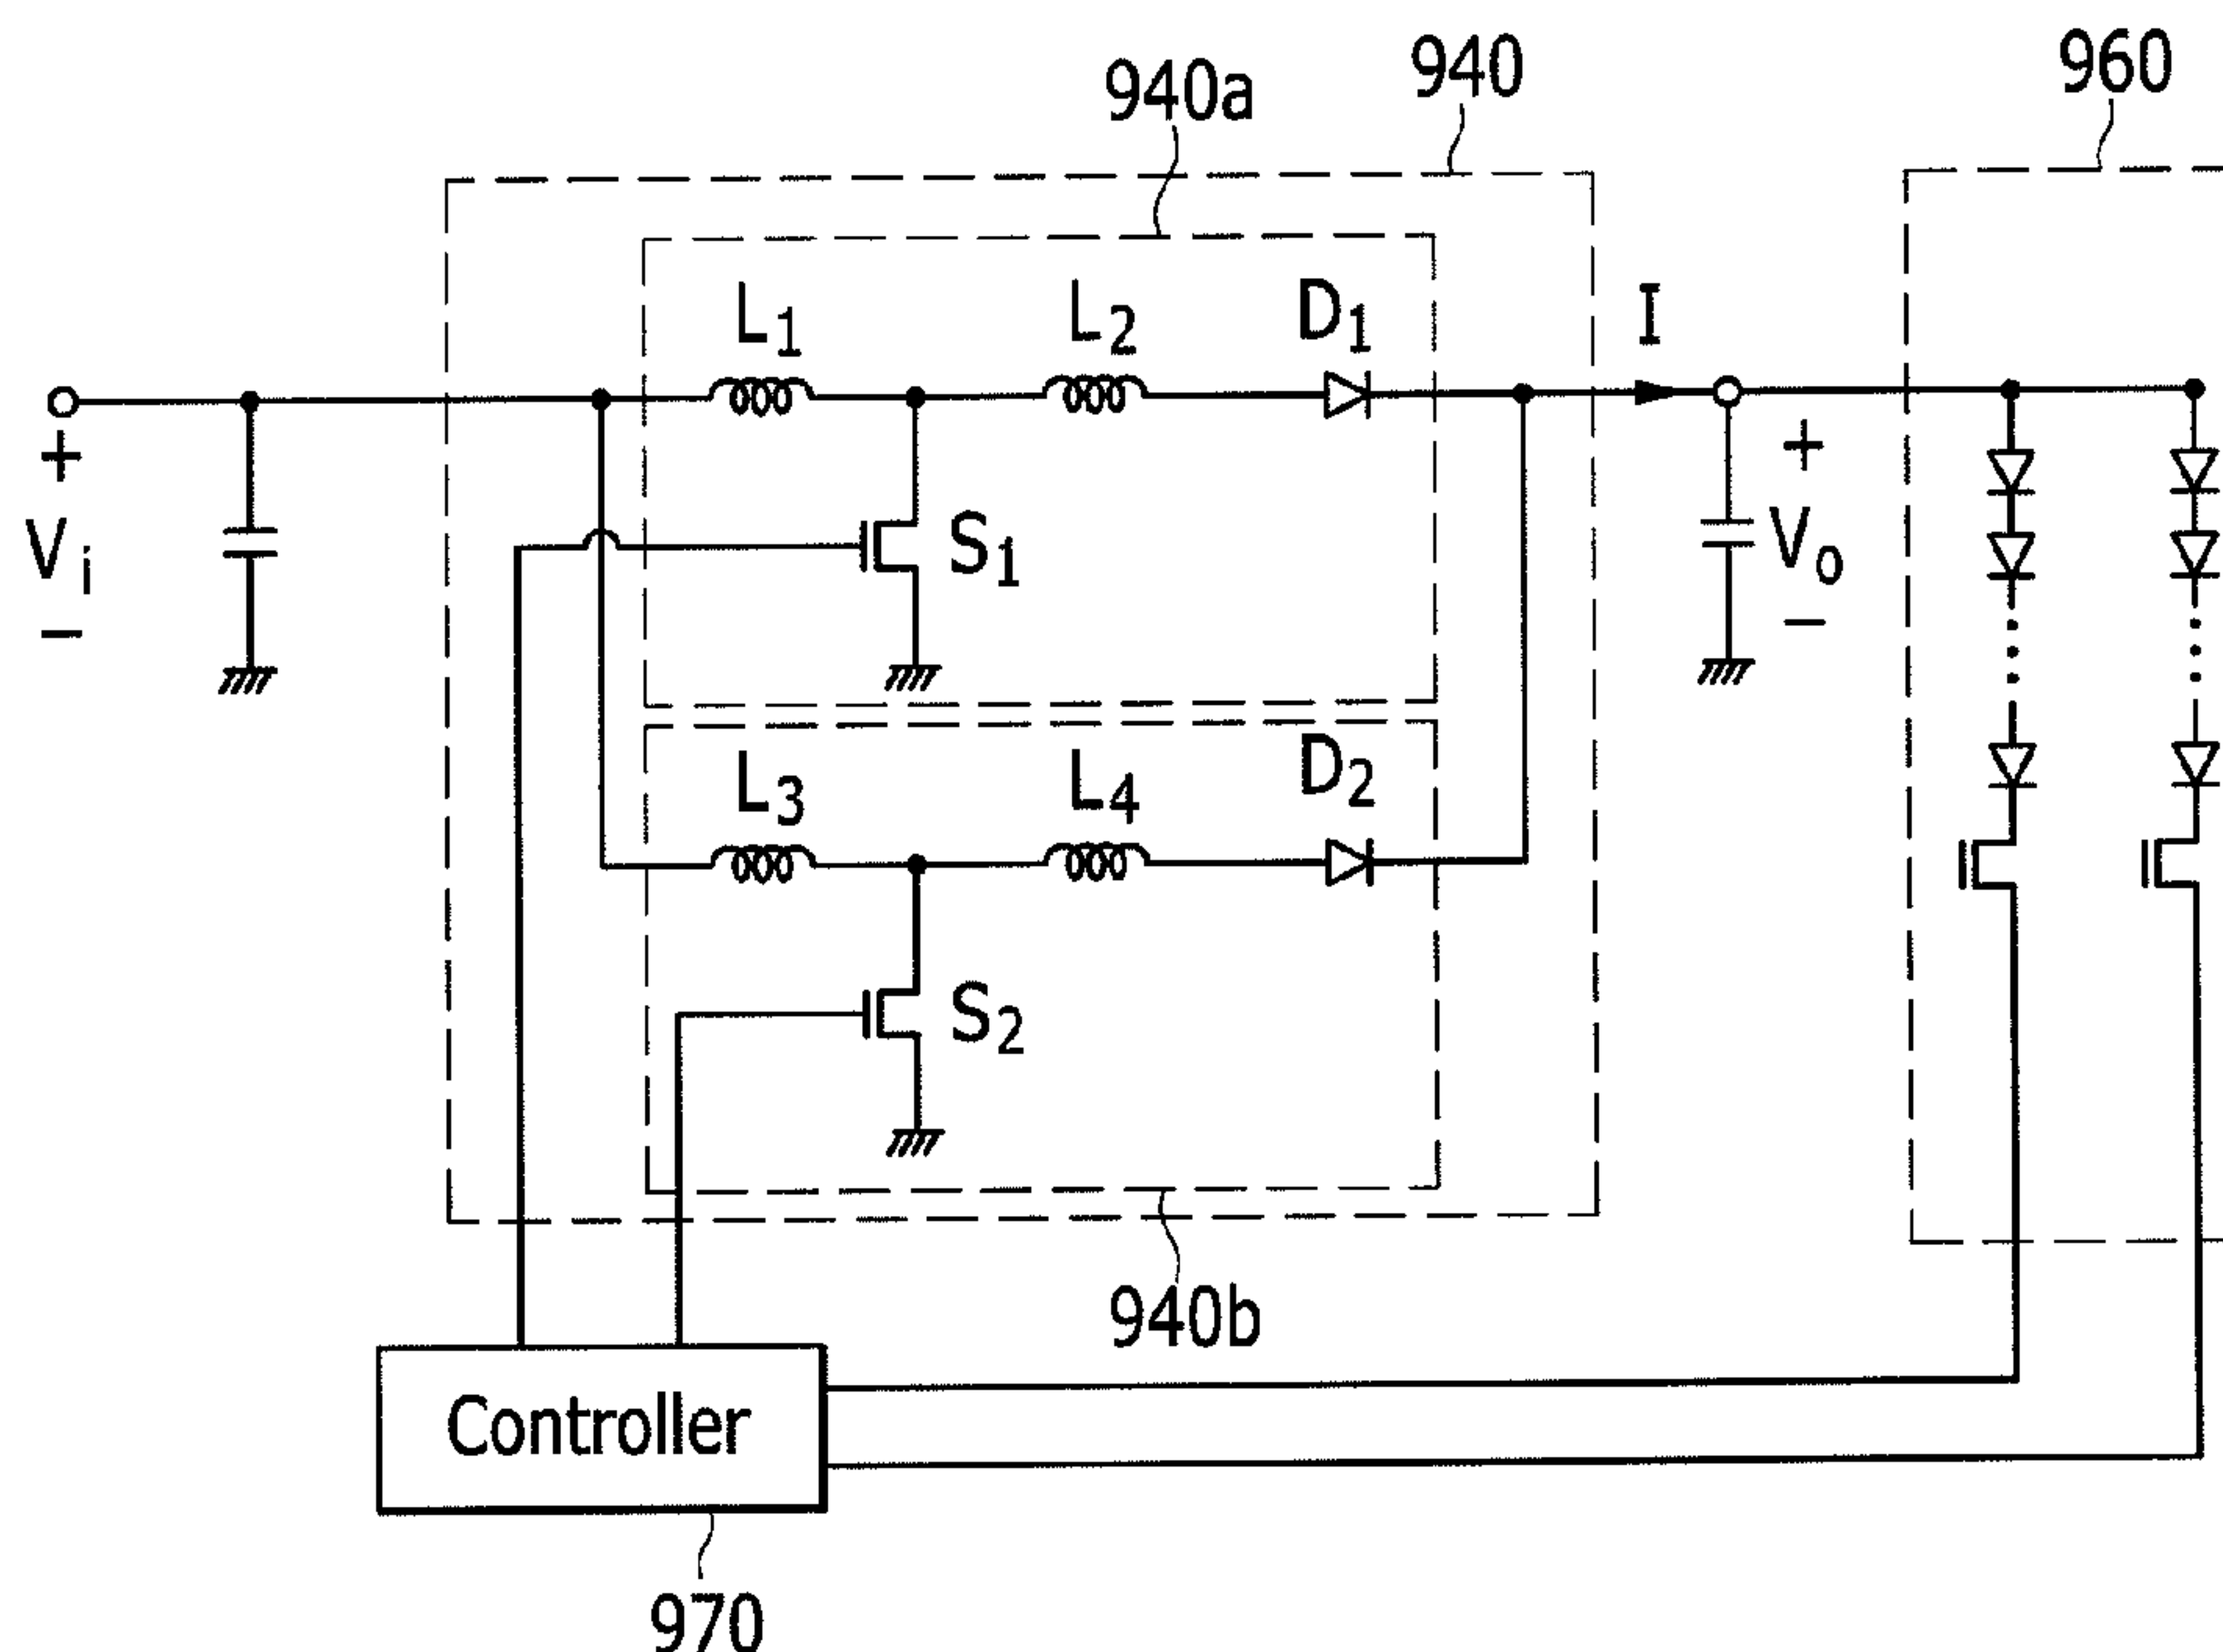 940a
940
960
L1
L2
D1
I
+
Vi
−
S1
+
Vo
−
L3
L4
D2
S2
940b
Controller
970